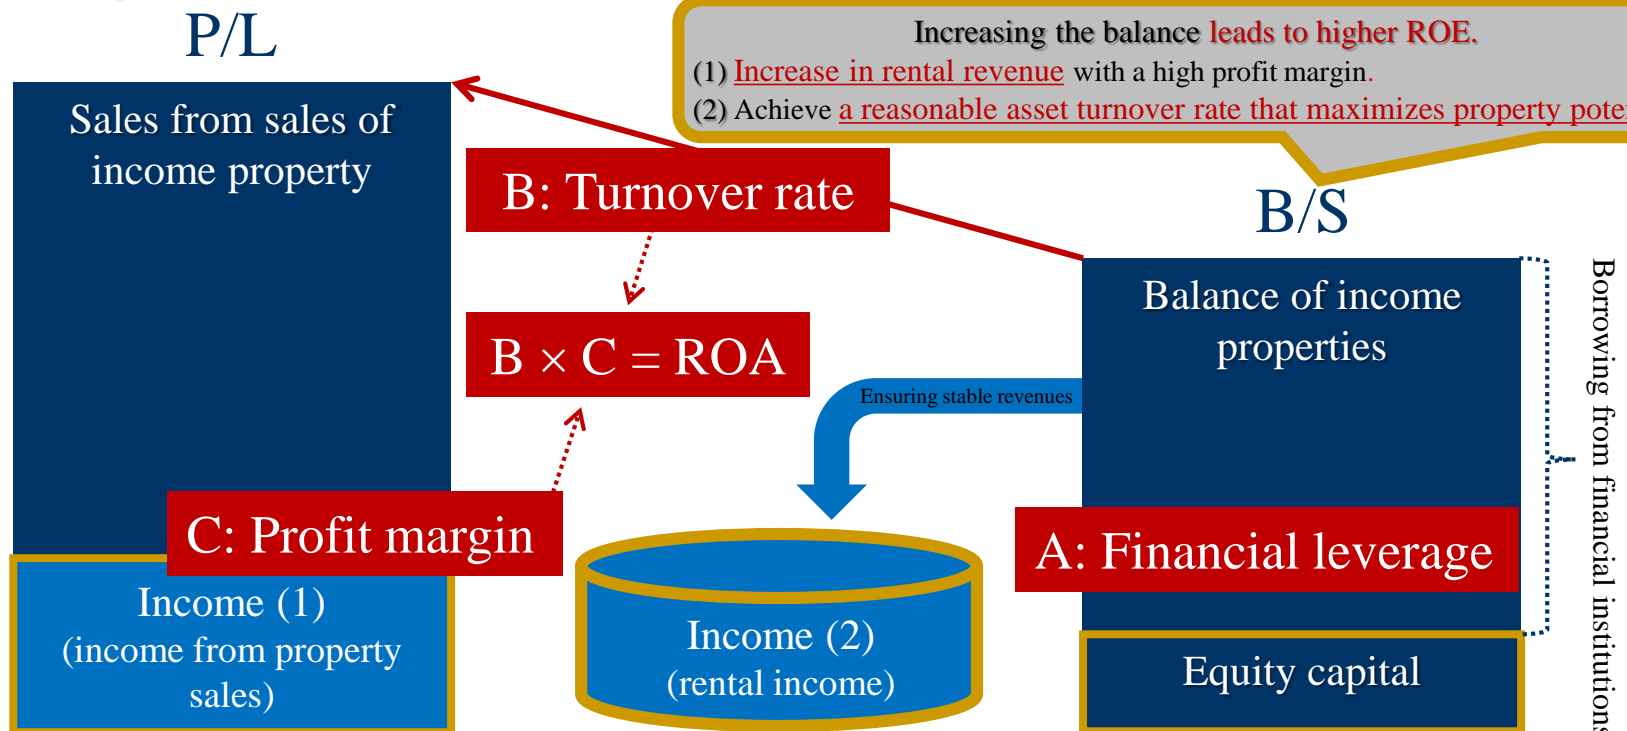 P/L
Increasing the balance leads to higher ROE.
(1) Increase in rental revenue with a high profit margin.
(2) Achieve a reasonable asset turnover rate that maximizes property
Sales from sales of
income property
B: Turnover rate
B/S
Balance of income
properties
B × C = ROA
Ensuring stable revenues
C: Profit margin
A: Financial leverage
Income (1)
(income from property
sales)
Income (2)
(rental income)
Equity capital
Borrowing from financial institutions